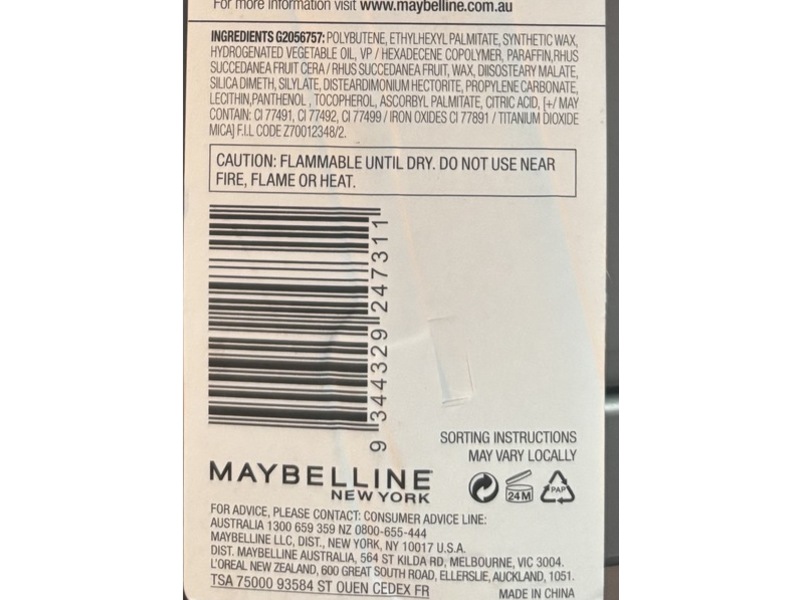 For more information visit www.maybelline.com.au
INGREDIENTS G2056757: POLYBUTENE, ETHYLHEXYL PALMITATE, SYNTHETIC WAX,
HYDROGENATED VEGETABLE OIL, VP / HEXADECENE COPOLYMER, PARAFFIN,RHUS
SUCCEDANEA FRUIT CERA / RHUS SUCCEDANEA FRUIT, WAX, DIISOSTEARY MALATE,
SILICA DIMETH, SILYLATE, DISTEARDIMONIUM HECTORITE, PROPYLENE CARBONATE,
LECITHIN,PANTHENOL , TOCOPHEROL, ASCORBYL PALMITATE, CITRIC ACID, [+/ MAY
CONTAIN: CI 77491, CI 77492, CI 77499 / IRON OXIDES CI 77891 / TITANIUM DIOXIDE
MICA] F.I.L CODE Z70012348/2.
CAUTION: FLAMMABLE UNTIL DRY. DO NOT USE NEAR
FIRE, FLAME OR HEAT.
9 344329 247311
SORTING INSTRUCTIONS
MAY VARY LOCALLY
MAYBELLINE
NEW YORK
24M
PAP
FOR ADVICE, PLEASE CONTACT: CONSUMER ADVICE LINE:
AUSTRALIA 1300 659 359 NZ 0800-655-444
MAYBELLINE LLC, DIST., NEW YORK, NY 10017 U.S.A.
DIST. MAYBELLINE AUSTRALIA, 564 ST KILDA RD, MELBOURNE, VIC 3004.
L'OREAL NEW ZEALAND, 600 GREAT SOUTH ROAD, ELLERSLIE, AUCKLAND, 1051.
TSA 75000 93584 ST OUEN CEDEX FR
MADE IN CHINA